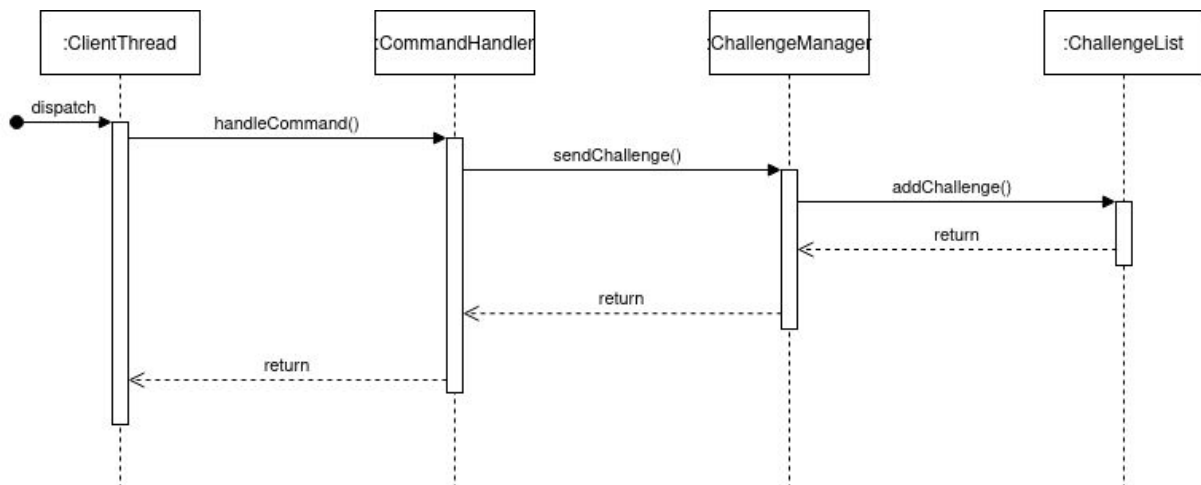 :ClientThread
:CommandHandler
:ChallengeManager
:ChallengeList
dispatch
handleCommand()
sendChallenge()
addChallenge()
return
return
return